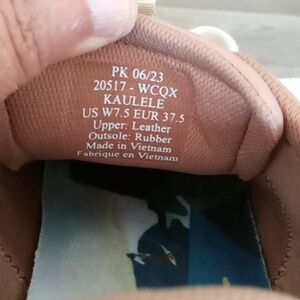 PK 06/23
20517 - WCQX
KAULELE
US W7.5 EUR 37.5
Upper: Leather
Outsole: Rubber
Made in Vietnam
Fabrique en Vietnam